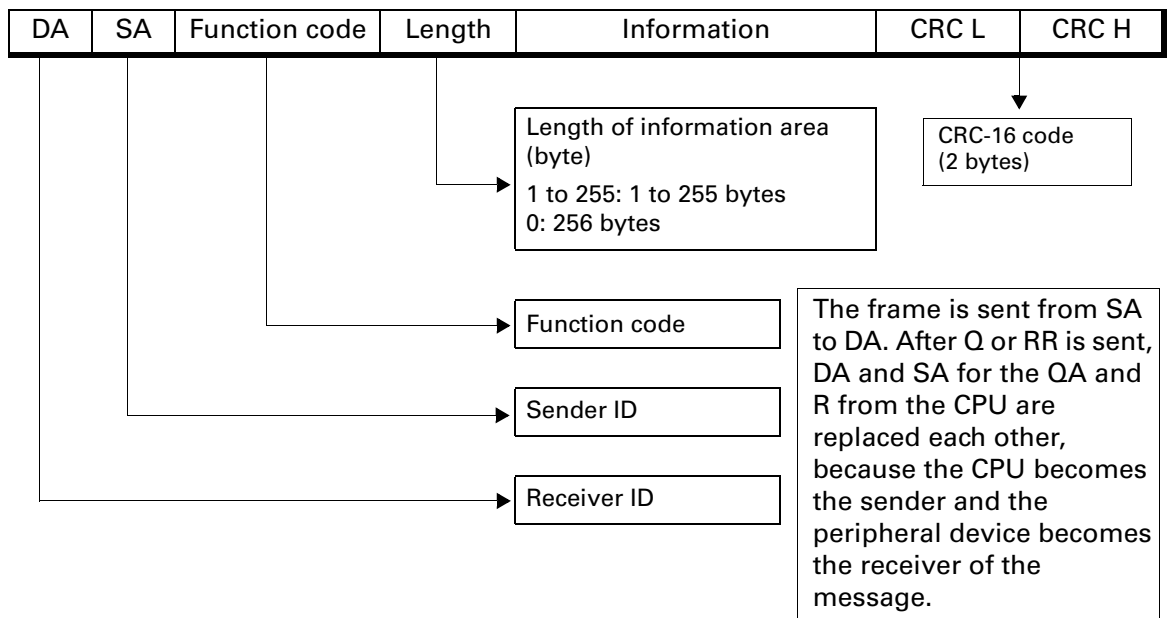 DA SA Function code Length Information CRC L CRC H
Length of information area
(byte)
1 to 255: 1 to 255 bytes
0: 256 bytes
CRC-16 code
(2 bytes)
Function code
Sender ID
Receiver ID
The frame is sent from SA
to DA. After Q or RR is sent,
DA and SA for the QA and
R from the CPU are
replaced each other,
because the CPU becomes
the sender and the
peripheral device becomes
the receiver of the
message.